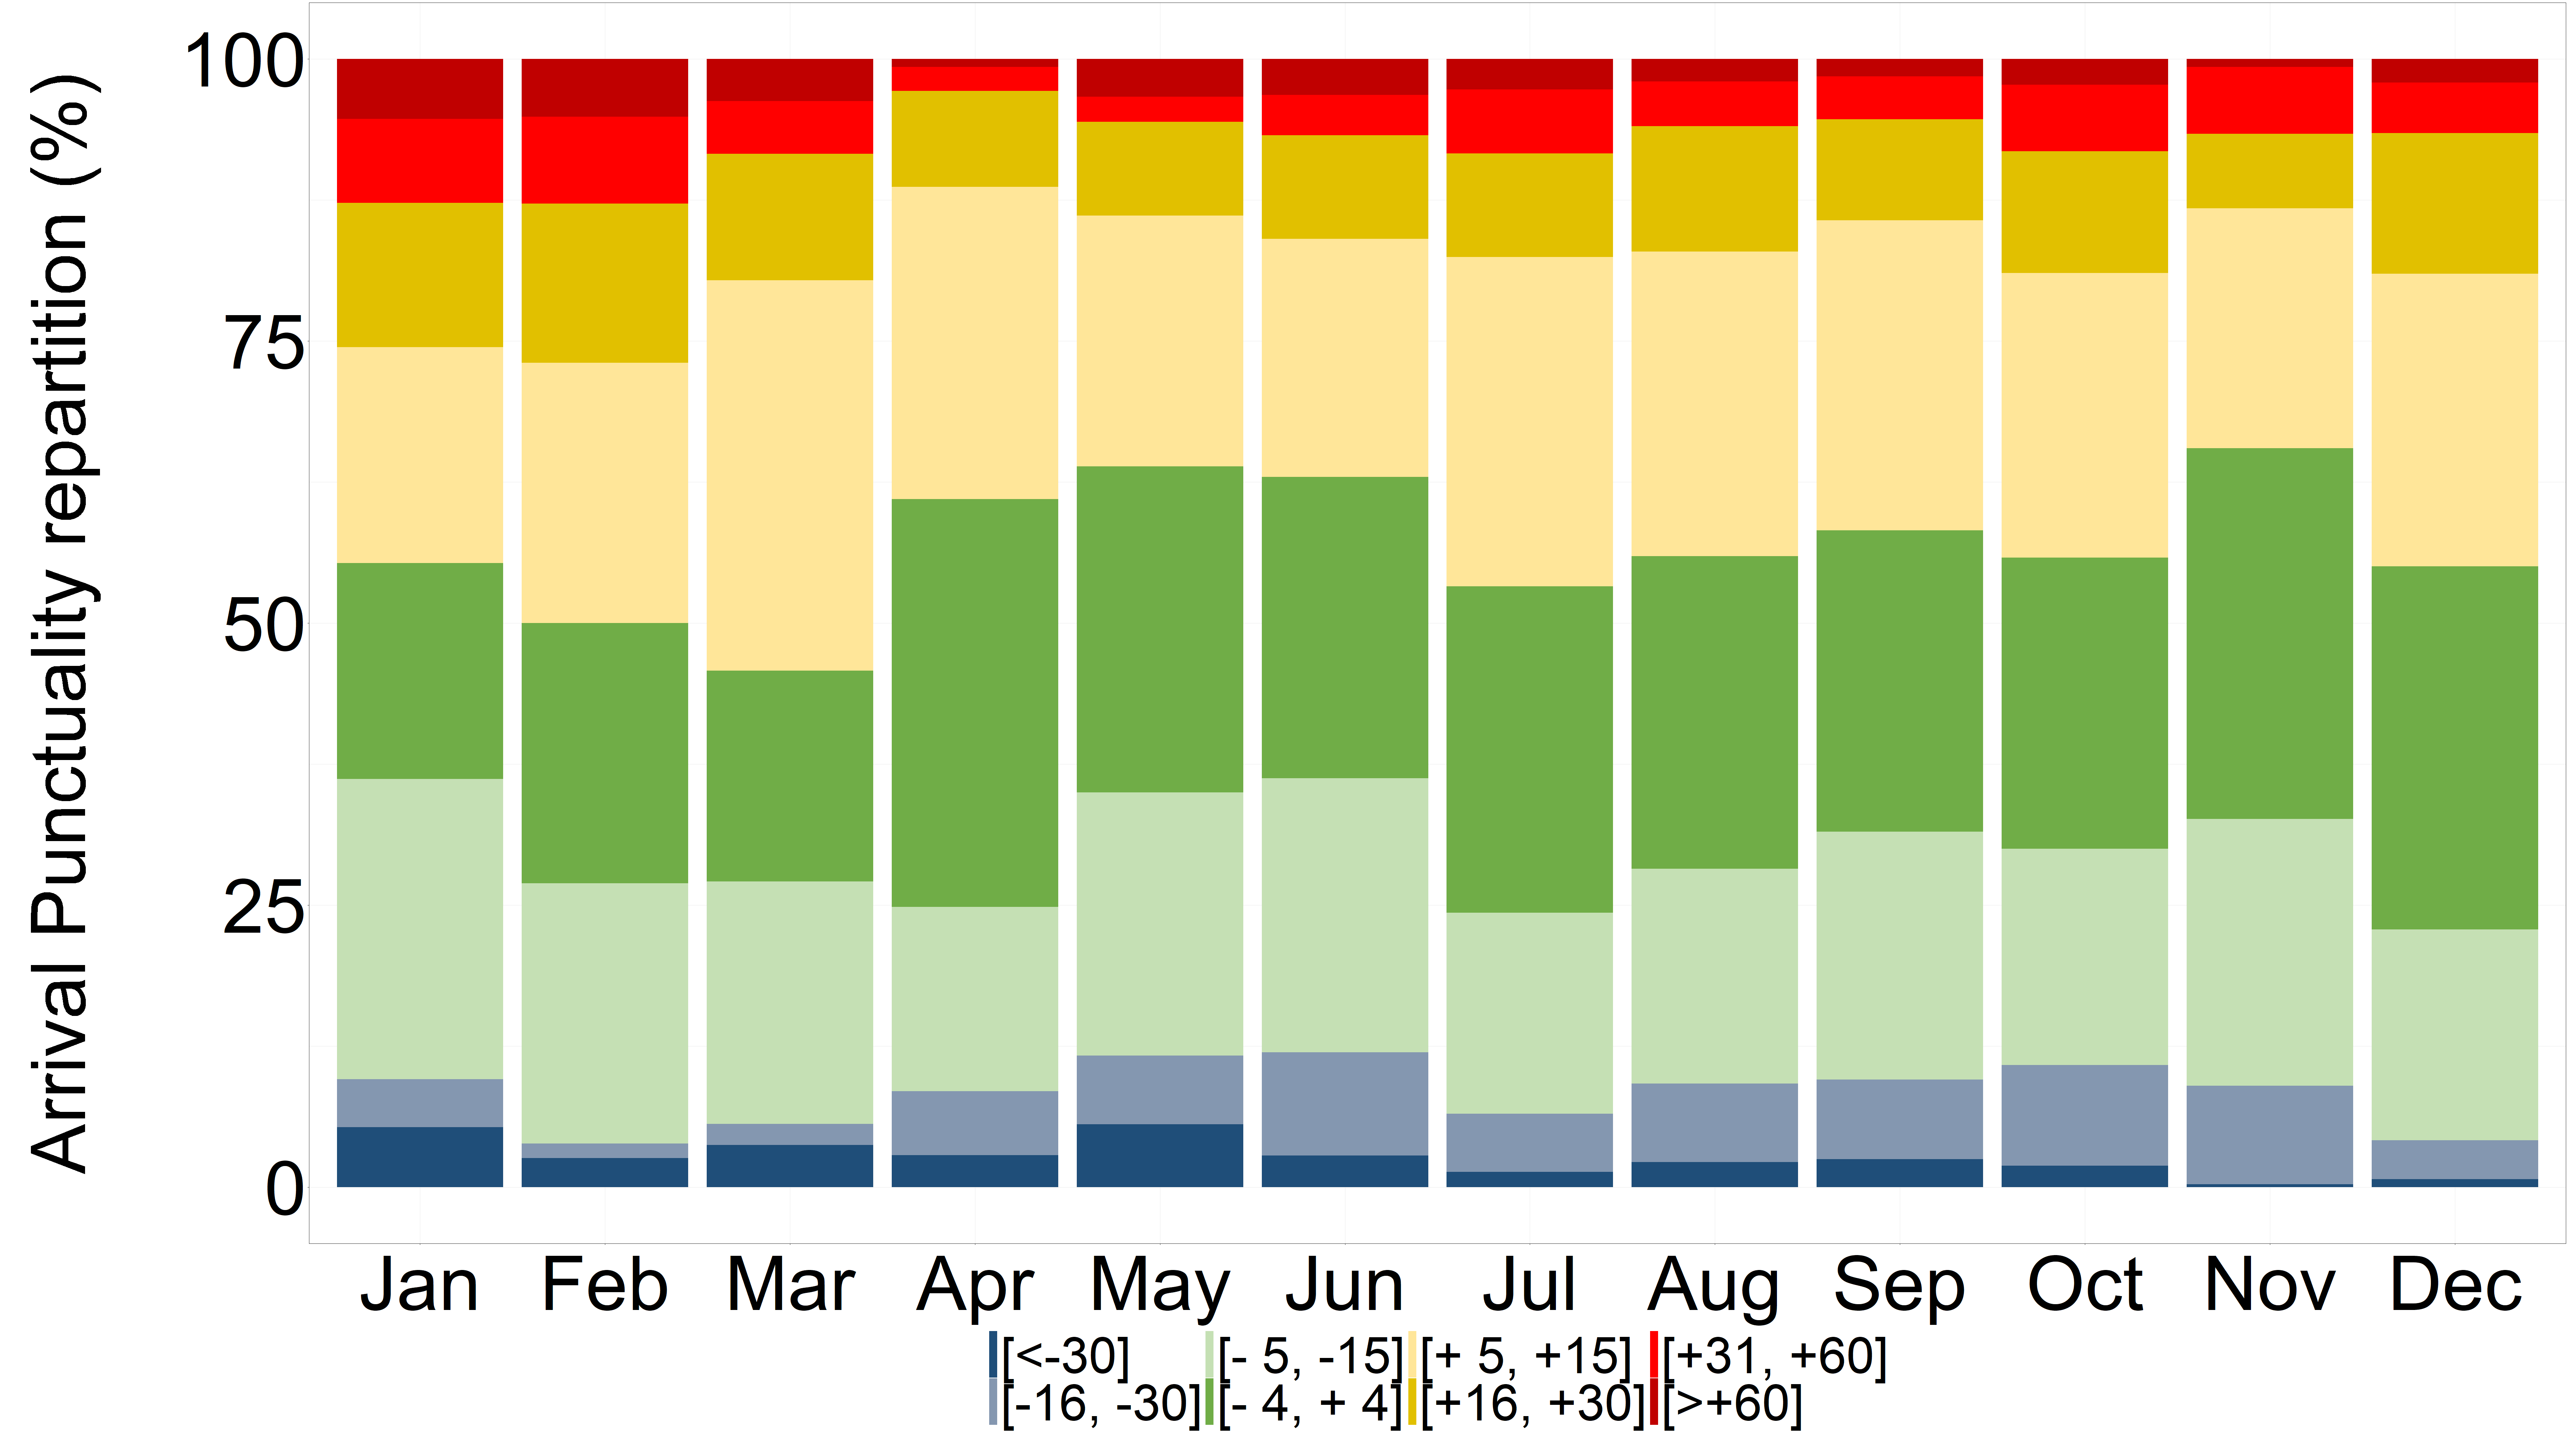 Arrival Punctuality repartition (%)
100
75
50
25
0
Jan Feb Mar Apr May Jun Jul Aug Sep Oct Nov Dec
[<-30] [- 5, -15] [+ 5, +15] [+31, +60]
[-16, -30] [- 4, + 4] [+16, +30] [>+60]